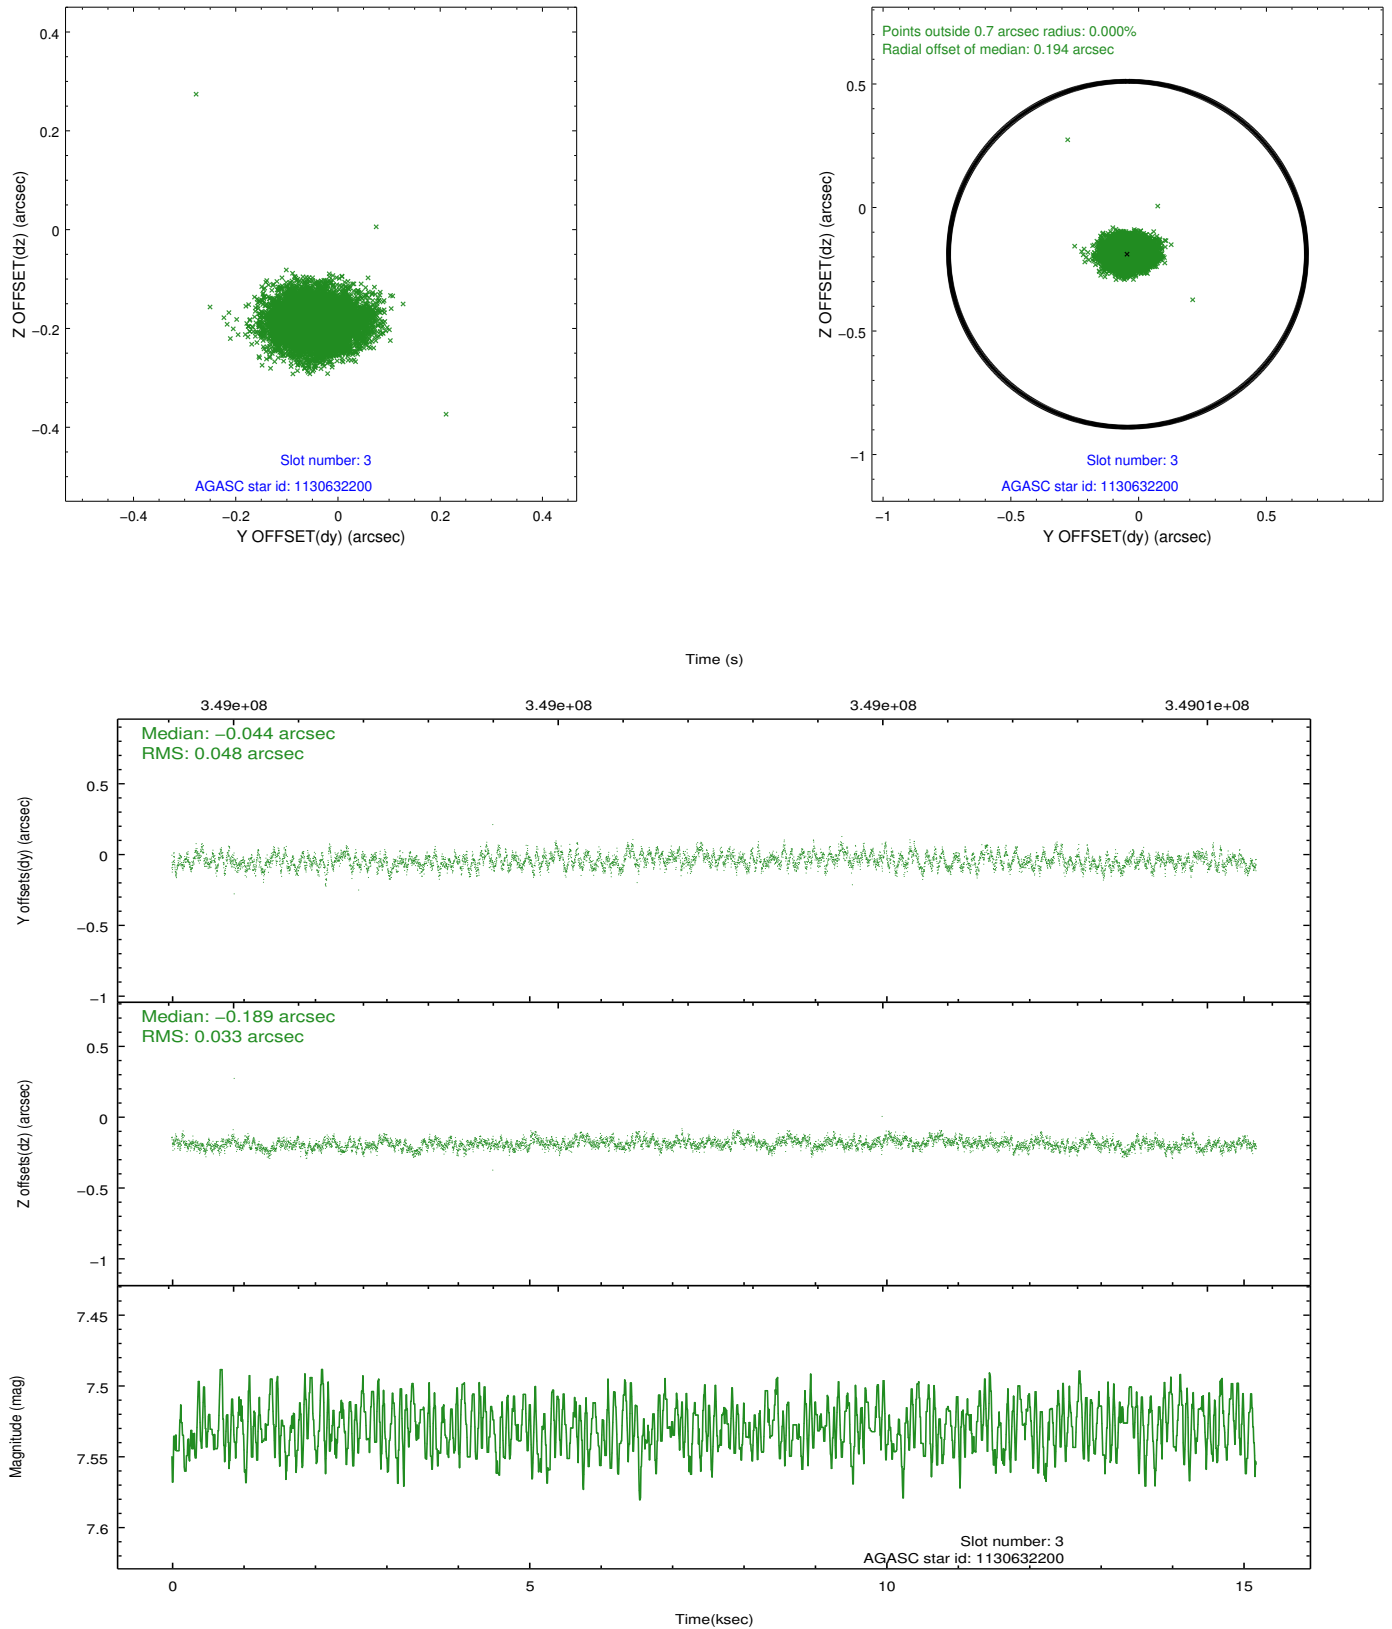 0.4
0.2
0
−0.2
−0.4
Z OFFSET(dz) (arcsec)
Slot number: 3
AGASC star id: 1130632200
−0.4 −0.2 0 0.2 0.4
Y OFFSET(dy) (arcsec)
Points outside 0.7 arcsec radius: 0.000%
Radial offset of median: 0.194 arcsec
0.5
0
−0.5
−1
Z OFFSET(dz) (arcsec)
Slot number: 3
AGASC star id: 1130632200
−1 −0.5 0 0.5
Y OFFSET(dy) (arcsec)
Time (s)
3.49e+08 3.49e+08 3.49e+08 3.4901e+08
Median: −0.044 arcsec
RMS: 0.048 arcsec
0.5
0
−0.5
−1
Y offsets(dy) (arcsec)
Median: −0.189 arcsec
RMS: 0.033 arcsec
0.5
0
−0.5
−1
Z offsets(dz) (arcsec)
7.45
7.5
7.55
7.6
Magnitude (mag)
Slot number: 3
AGASC star id: 1130632200
0 5 10 15
Time(ksec)